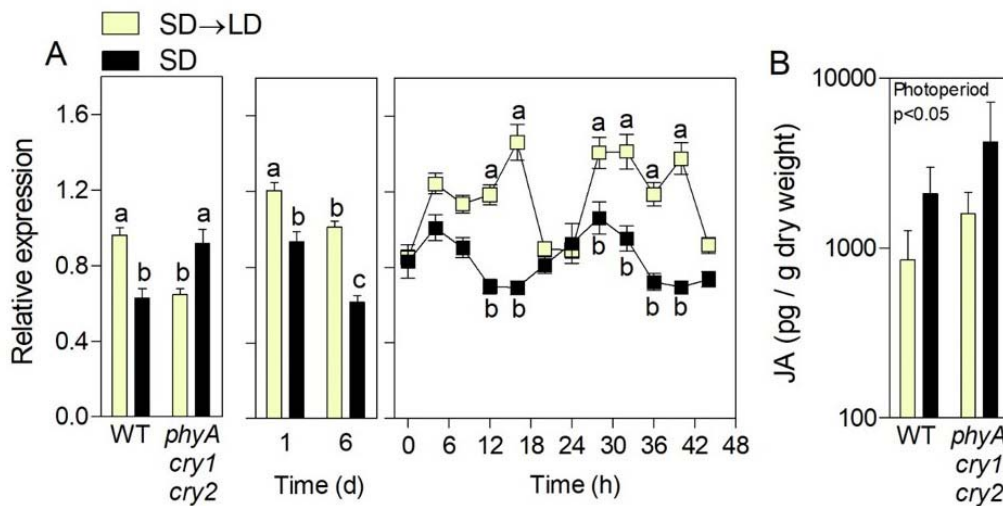 SD→LD
SD
A
Relative expression
1.6
1.2
0.8
0.4
0.0
a
b
b
a
WT
phyA
cry1
cry2
a
b
b
c
1
6
Time (d)
a
a
a
a
a
a
b
b
b
b
b
b
0 6 12 18 24 30 36 42 48
Time (h)
B
JA (pg / g dry weight)
10000
1000
100
Photoperiod
p<0.05
WT
phyA
cry1
cry2